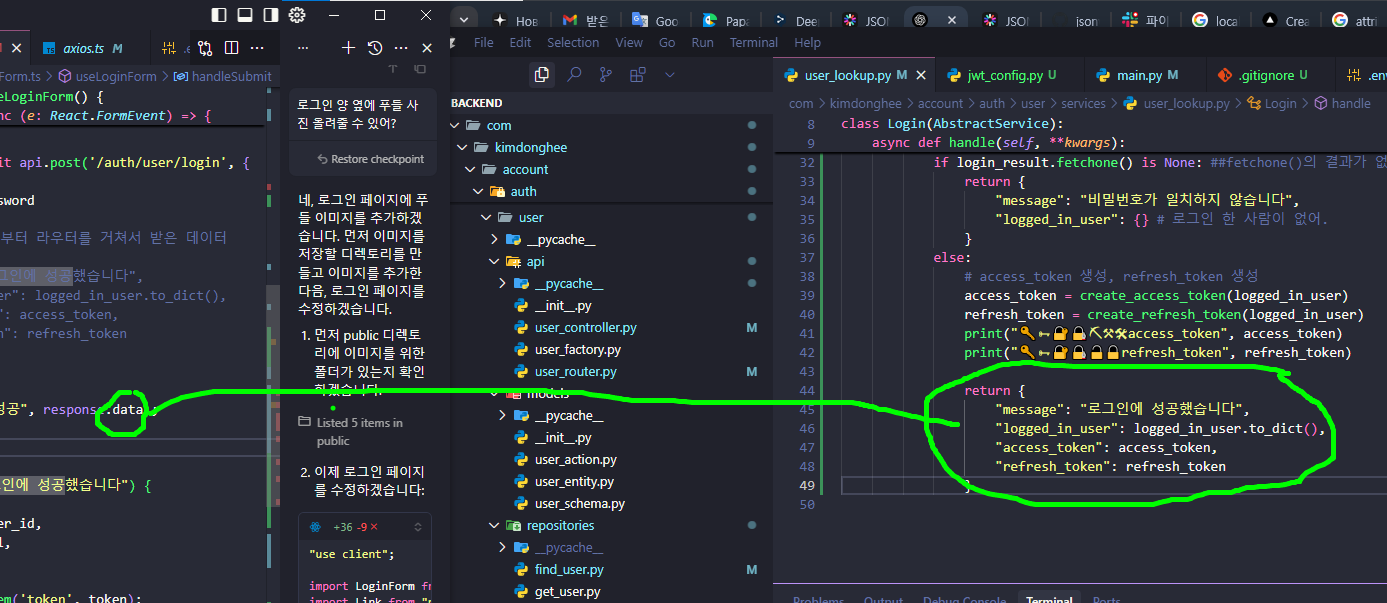 Hom
받은
Goo
Papa
Dee
JSO
JSO
json
파이
loca
Crea
attri
axios.ts M
File Edit Selection View Go Run Terminal Help
user_lookup.py M
jwt_config.py U
main.py M
.gitignore U
.env
Form.ts > useLoginForm > handleSubmit
com > kimdonghee > account > auth > user > services > user_lookup.py > Login > handle
eLoginForm() {
nc (e: React.FormEvent) => {
it api.post('/auth/user/login', {
sword
부터 라우터를 거쳐서 받은 데이터
그인에 성공했습니다",
er": logged_in_user.to_dict(),
": access_token,
n": refresh_token
성공", response.data
인에 성공했습니다") {
er_id,
l,
em('token', token);
로그인 양 옆에 푸들 사
진 올려줄 수 있어?
Restore checkpoint
네, 로그인 페이지에 푸
들 이미지를 추가하겠
습니다. 먼저 이미지를
저장할 디렉토리를 만
들고 이미지를 추가한
다음, 로그인 페이지를
수정하겠습니다.
1. 먼저 public 디렉토
리에 이미지를 위한
폴더가 있는지 확인
하겠습니다.
Listed 5 items in
public
2. 이제 로그인 페이지
를 수정하겠습니다:
+36 -9
"use client";
import LoginForm fr
import Link from "n
BACKEND
com
kimdonghee
account
auth
user
__pycache__
api
__pycache__
__init__.py
user_controller.py M
user_factory.py
user_router.py M
models
__pycache__
__init__.py
user_action.py
user_entity.py
user_schema.py
repositories
__pycache__
find_user.py M
get_user.py
8 class Login(AbstractService):
9 async def handle(self, **kwargs):
32 if login_result.fetchone() is None: ##fetchone()의 결과가 없
33 return {
34 "message": "비밀번호가 일치하지 않습니다",
35 "logged_in_user": {} # 로그인 한 사람이 없어.
36 }
37 else:
38 # access_token 생성, refresh_token 생성
39 access_token = create_access_token(logged_in_user)
40 refresh_token = create_refresh_token(logged_in_user)
41 print("🔑🗝🔐🔏⛏⚒🛠access_token", access_token)
42 print("🔑🗝🔐🔏🔒🔒refresh_token", refresh_token)
43
44 return {
45 "message": "로그인에 성공했습니다",
46 "logged_in_user": logged_in_user.to_dict(),
47 "access_token": access_token,
48 "refresh_token": refresh_token
49 }
50
Problems Output Debug Console Terminal Ports